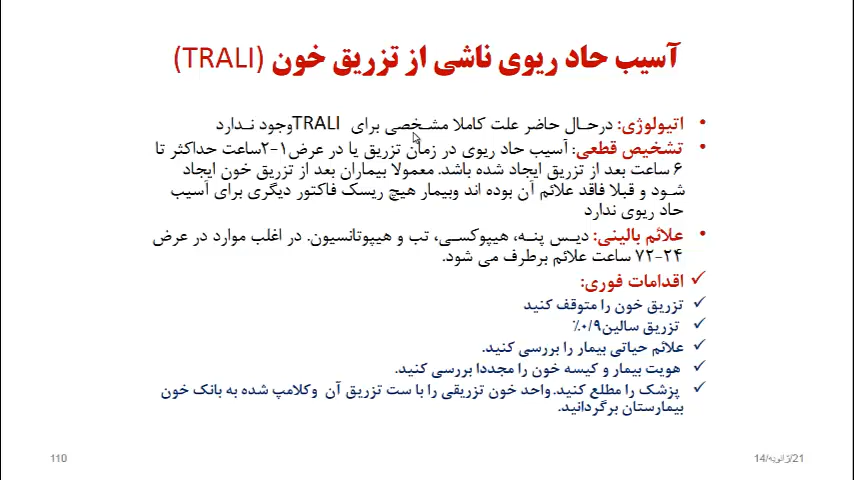 آسیب حاد ریوی ناشی از تزریق خون (TRALI)
• اتیولوژی: درحال حاضر علت کاملا مشخصی برای TRALIوجود ندارد
• تشخیص قطعی: آسیب حاد ریوی در زمان تزریق یا در عرض ۱-۲ساعت حداکثر تا
۶ ساعت بعد از تزریق ایجاد شده باشد. معمولا بیماران بعد از تزریق خون ایجاد
شود و قبلا فاقد علائم آن بوده اند وبیمار هیچ ریسک فاکتور دیگری برای آسیب
حاد ریوی ندارد
• علائم بالینی: دیس پنه، هیپوکسی، تب و هیپوتانسیون. در اغلب موارد در عرض
۲۴-۷۲ ساعت علائم برطرف می شود.
✓ اقدامات فوری:
✓ تزریق خون را متوقف کنید
✓ تزریق سالین۰/۹٪
✓ علائم حیاتی بیمار را بررسی کنید.
✓ هویت بیمار و کیسه خون را مجددا بررسی کنید.
✓ پزشک را مطلع کنید.واحد خون تزریقی را با ست تزریق آن وکلامپ شده به بانک خون
بیمارستان برگردانید.
21/ژانویه/14
110